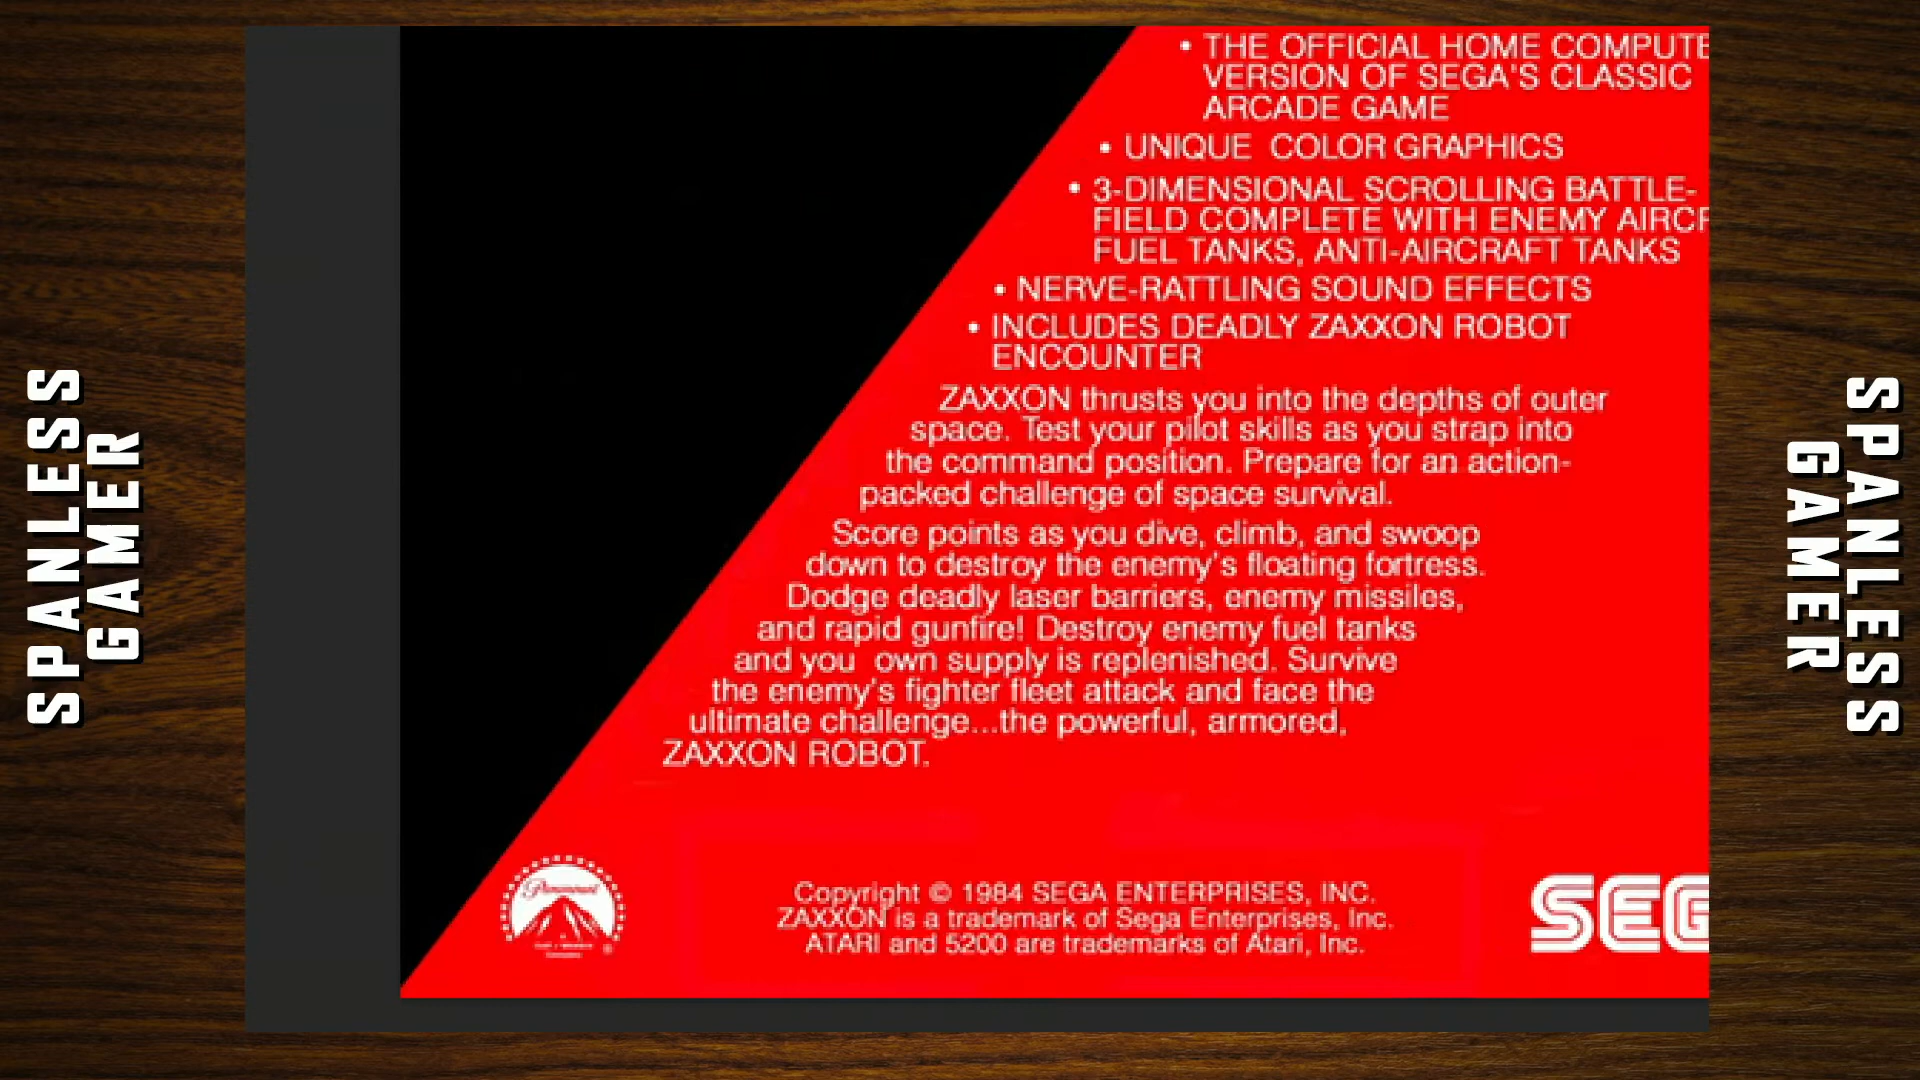 SPANLESS
GAMER
• THE OFFICIAL HOME COMPUTE
VERSION OF SEGA'S CLASSIC
ARCADE GAME
• UNIQUE COLOR GRAPHICS
• 3-DIMENSIONAL SCROLLING BATTLE-
FIELD COMPLETE WITH ENEMY AIRCR
FUEL TANKS, ANTI-AIRCRAFT TANKS
• NERVE-RATTLING SOUND EFFECTS
• INCLUDES DEADLY ZAXXON ROBOT
ENCOUNTER
ZAXXON thrusts you into the depths of outer
space. Test your pilot skills as you strap into
the command position. Prepare for an action-
packed challenge of space survival.
Score points as you dive, climb, and swoop
down to destroy the enemy's floating fortress.
Dodge deadly laser barriers, enemy missiles,
and rapid gunfire! Destroy enemy fuel tanks
and you own supply is replenished. Survive
the enemy's fighter fleet attack and face the
ultimate challenge...the powerful, armored,
ZAXXON ROBOT.
Paramount
Copyright © 1984 SEGA ENTERPRISES, INC.
ZAXXON is a trademark of Sega Enterprises, Inc.
ATARI and 5200 are trademarks of Atari, Inc.
SEG
SPANLESS
GAMER